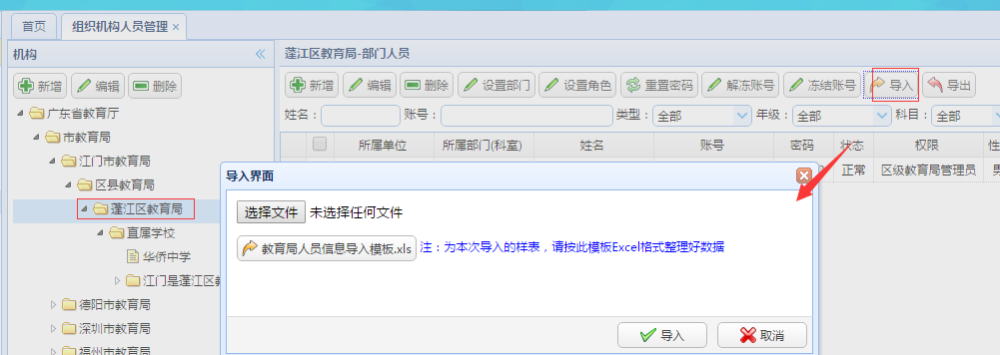 首页 组织机构人员管理 ×
机构 蓬江区教育局-部门人员
新增 编辑 删除 新增 编辑 删除 设置部门 设置角色 重置密码 解冻账号 冻结账号 导入 导出
广东省教育厅 姓名： 账号： 类型： 全部 年级： 全部 科目： 全部
市教育局
江门市教育局 所属单位 所属部门(科室) 姓名 账号 密码 状态 权限
区县教育局 正常 区级教育局管理员
导入界面
蓬江区教育局 选择文件 未选择任何文件
直属学校
华侨中学 教育局人员信息导入模板.xls 注：为本次导入的样表，请按此模板Excel格式整理好数据
江门是蓬江区
德阳市教育局
深圳市教育局
导入 取消
福州市教育局